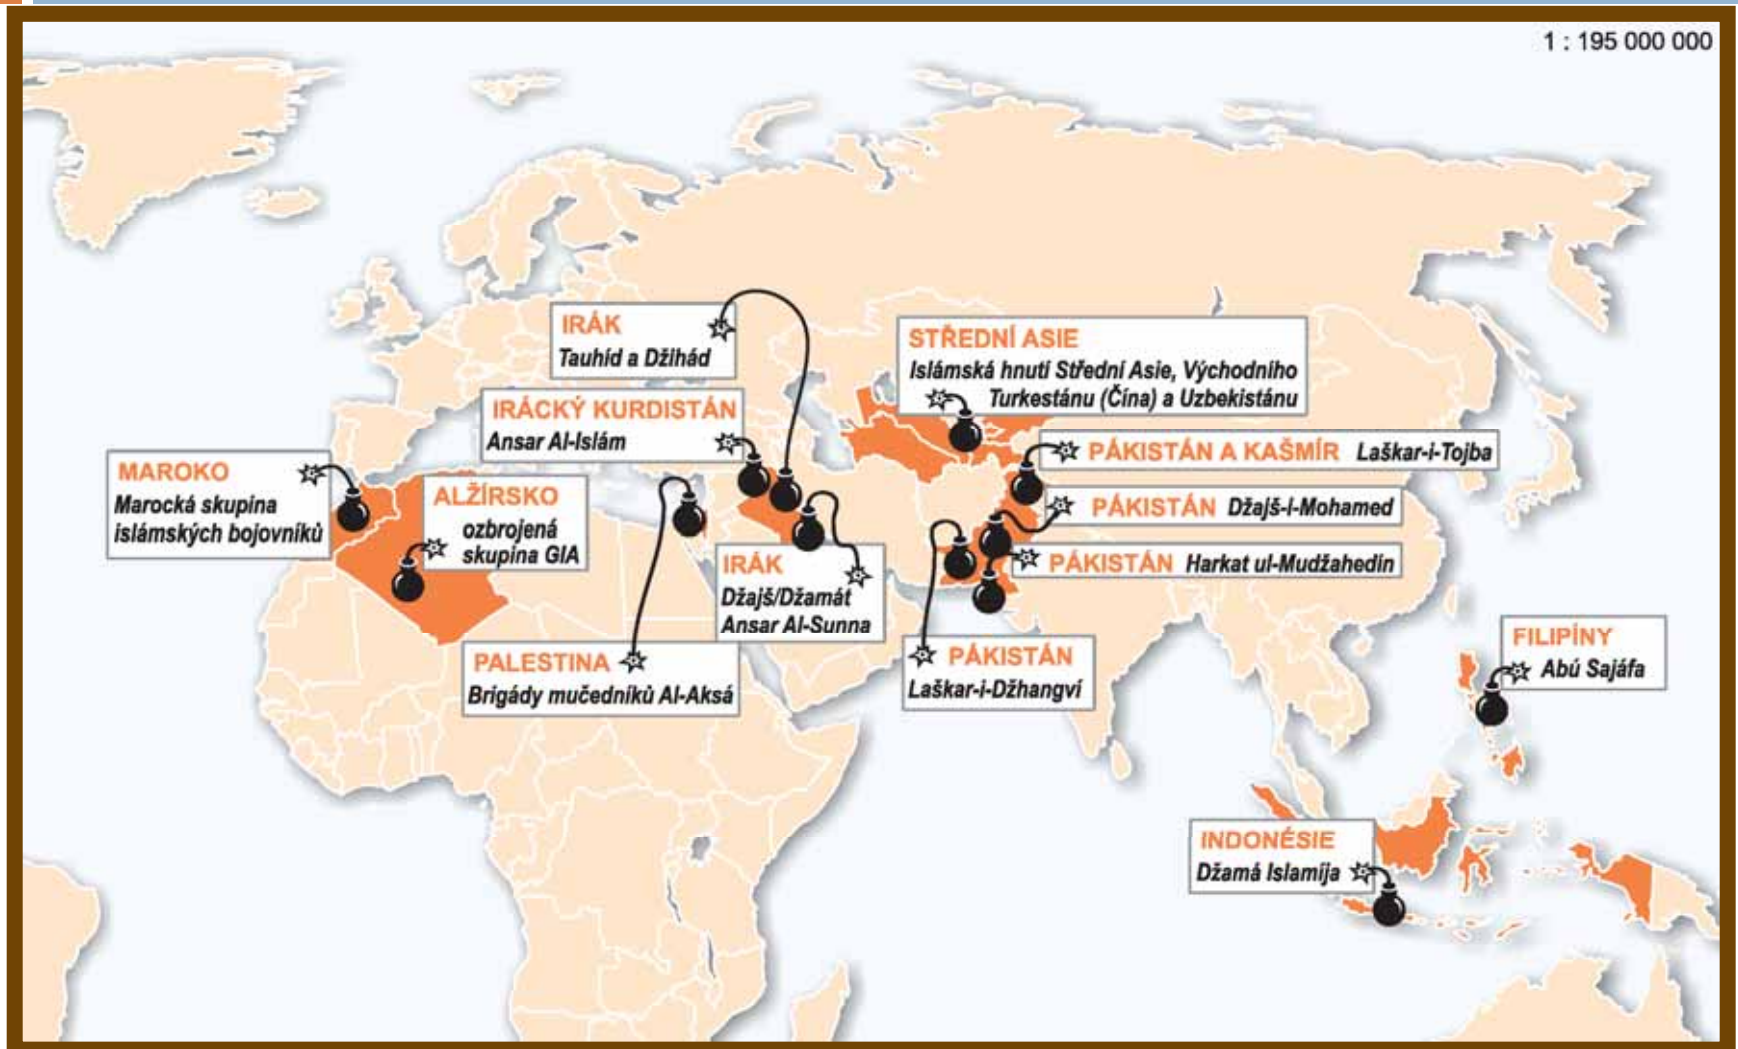 1 : 195 000 000
IRÁK
Tauhíd a Džihád
STŘEDNÍ ASIE
Islámská hnutí Střední Asie, Východního
Turkestánu (Čína) a Uzbekistánu
IRÁCKÝ KURDISTÁN
Ansar Al-Islám
PÁKISTÁN A KAŠMÍR Laškar-i-Tojba
MAROKO
Marocká skupina
islámských bojovníků
ALŽÍRSKO
ozbrojená
skupina GIA
PÁKISTÁN Džajš-i-Mohamed
PÁKISTÁN Harkat ul-Mudžahedín
IRÁK
Džajš/Džamát
Ansar Al-Sunna
PALESTINA
Brigády mučedníků Al-Aksá
PÁKISTÁN
Laškar-i-Džhangví
FILIPÍNY
Abú Sajáfa
INDONÉSIE
Džamá Islamíja